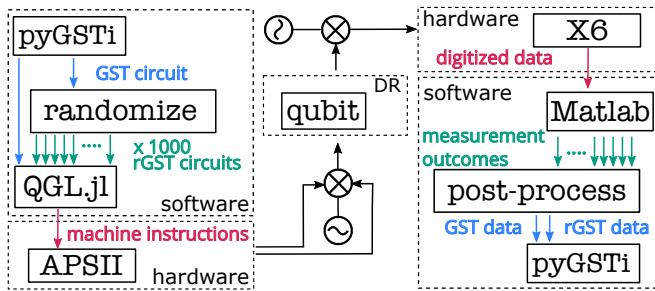 pyGSTi
GST circuit
randomize
x 1000
rGST circuits
QGL.jl
software
machine instructions
APSII
hardware
DR
qubit
hardware
X6
digitized data
software
Matlab
measurement
outcomes
post-process
GST data
rGST data
pyGSTi